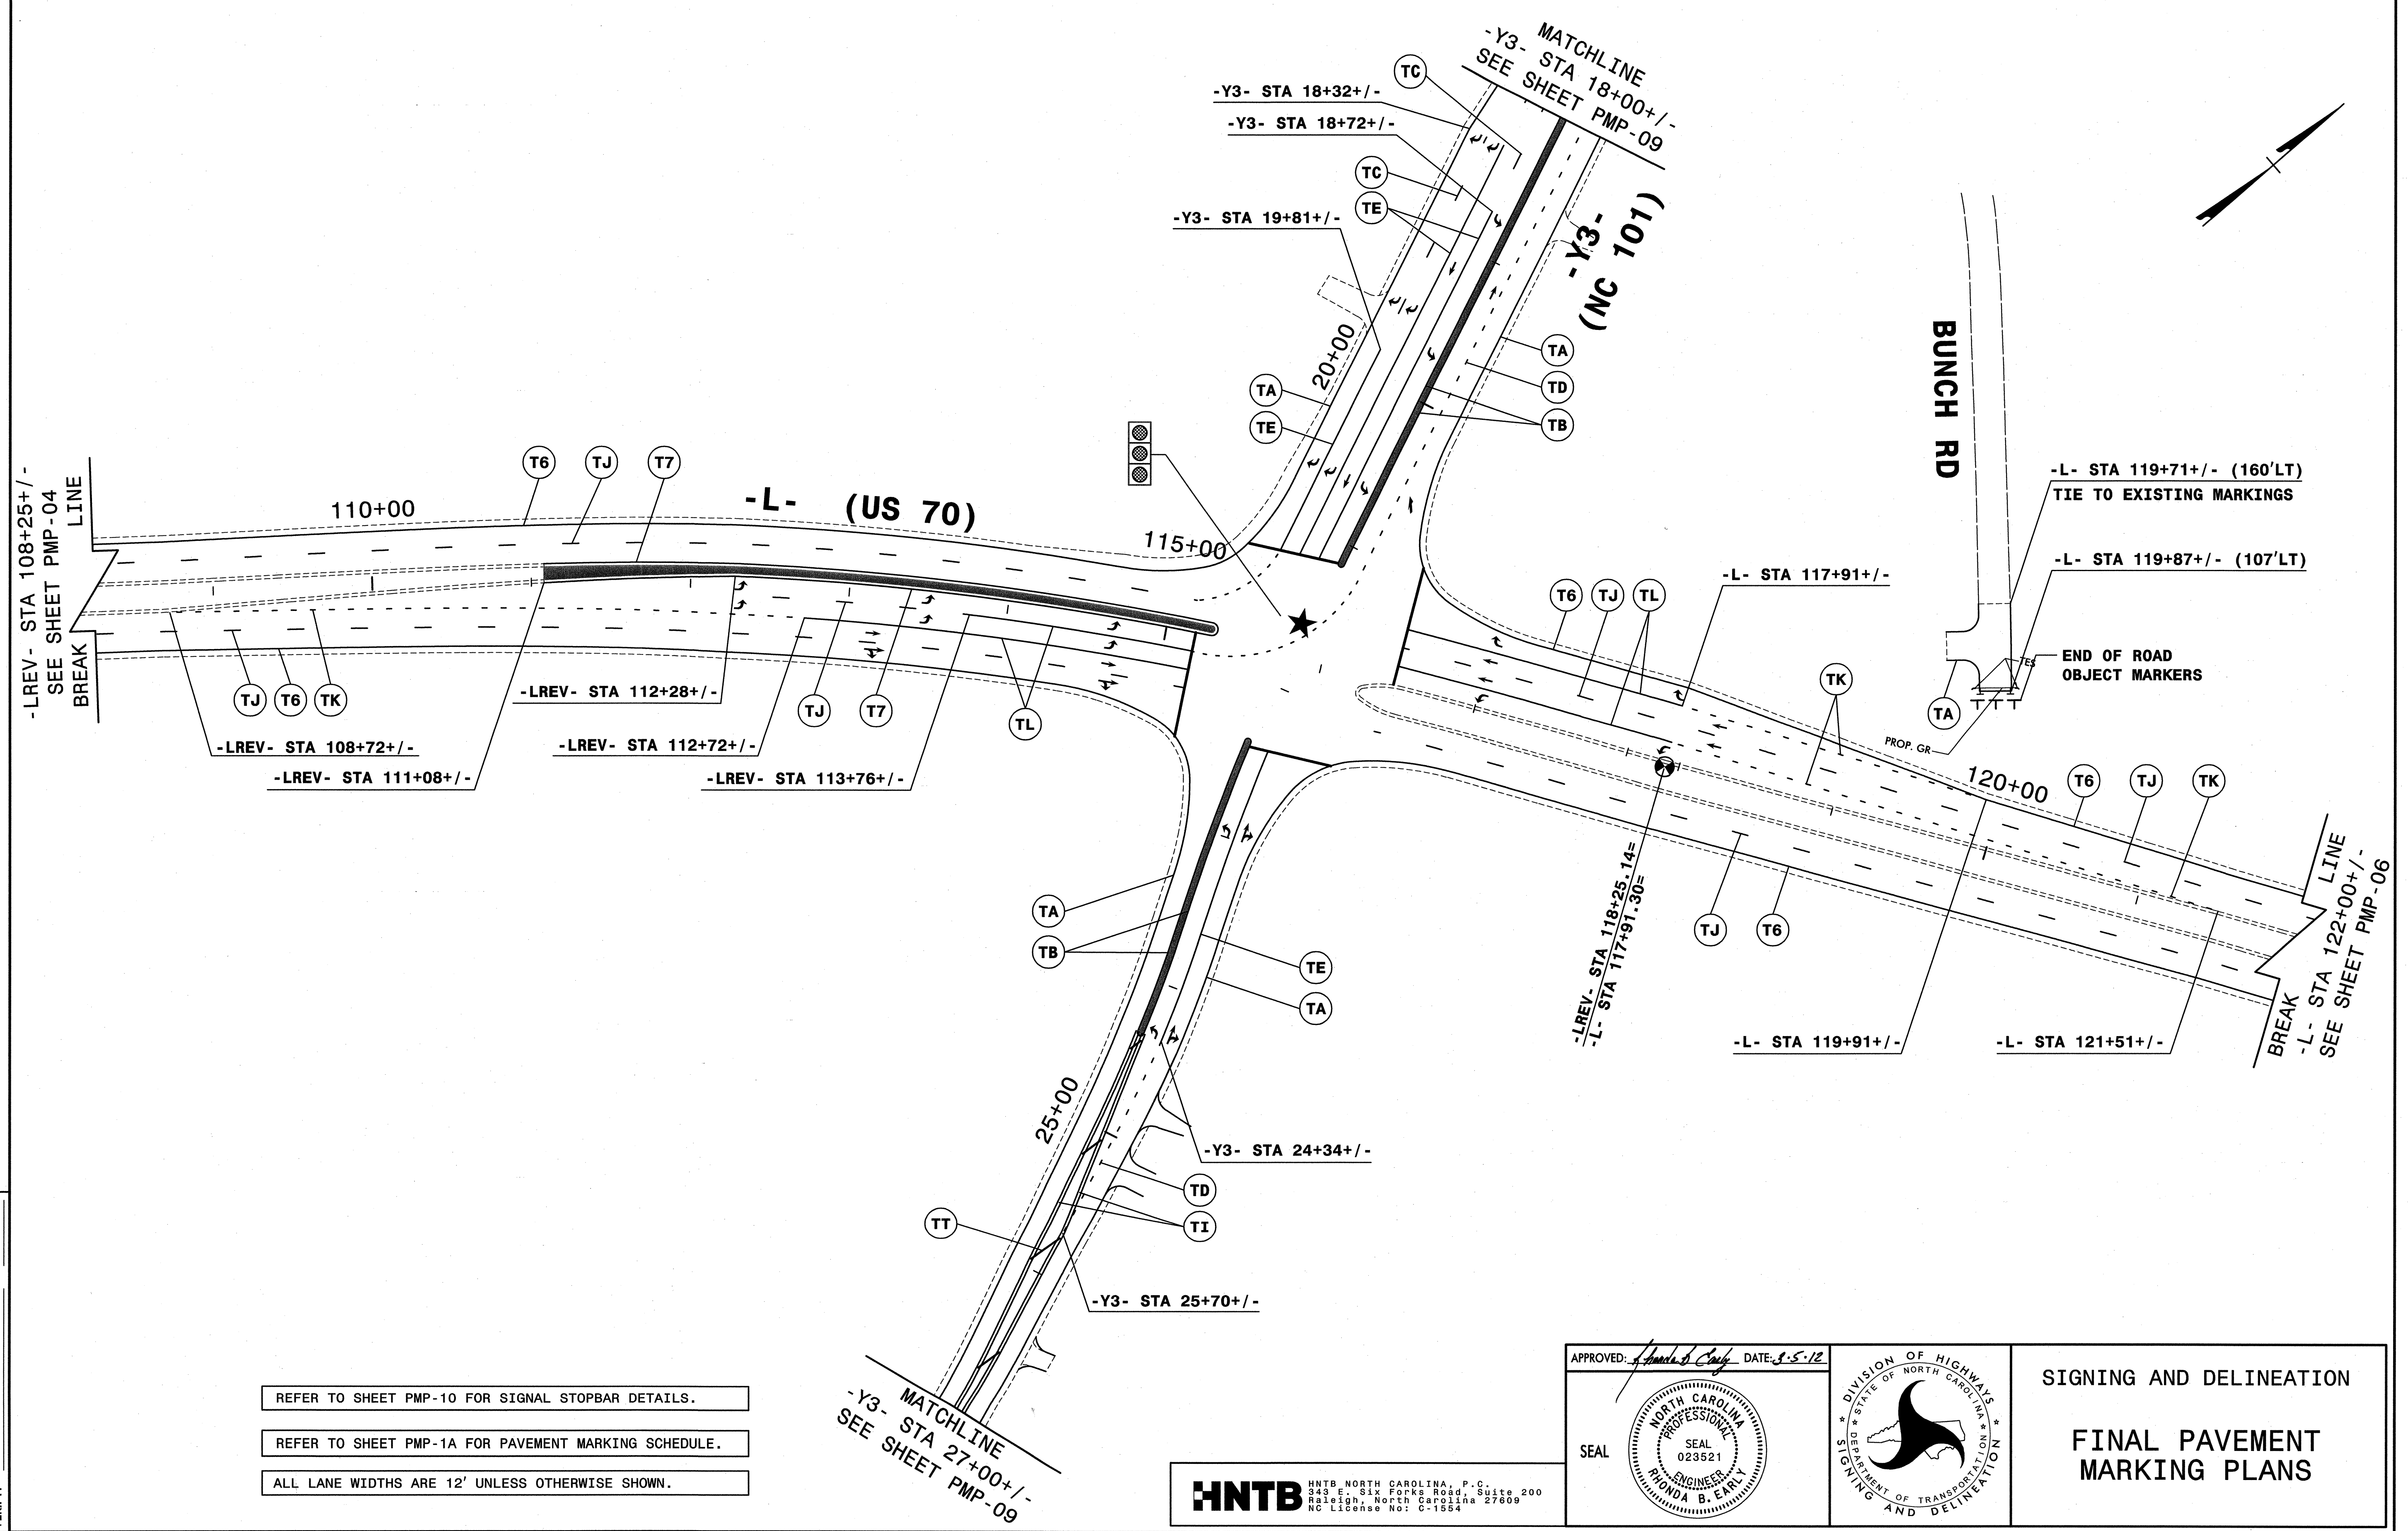 MATCHLINE
-Y3- STA 18+00+/-
SEE SHEET PMP-09
TC
-Y3- STA 18+32+/-
-Y3- STA 18+72+/-
TC
TE
-Y3- STA 19+81+/-
-Y3-
(NC 101)
20+00
TA
TE
TA
TD
TB
BUNCH RD
-L- STA 119+71+/- (160'LT)
TIE TO EXISTING MARKINGS
-L- STA 119+87+/- (107'LT)
END OF ROAD
OBJECT MARKERS
TES
TA
PROP. GR
-LREV- STA 108+25+/-
SEE SHEET PMP-04
BREAK LINE
110+00
T6
TJ
T7
-L- (US 70)
115+00
TJ
T6
TK
-LREV- STA 108+72+/-
-LREV- STA 111+08+/-
-LREV- STA 112+28+/-
-LREV- STA 112+72+/-
-LREV- STA 113+76+/-
TJ
T7
TL
T6
TJ
TL
-L- STA 117+91+/-
TK
120+00
T6
TJ
TK
TJ
T6
-LREV- STA 118+25.14=
-L- STA 117+91.30=
-L- STA 119+91+/-
-L- STA 121+51+/-
BREAK LINE
-L- STA 122+00+/-
SEE SHEET PMP-06
TA
TB
TE
TA
25+00
-Y3- STA 24+34+/-
TD
TI
TT
-Y3- STA 25+70+/-
MATCHLINE
-Y3- STA 27+00+/-
SEE SHEET PMP-09
REFER TO SHEET PMP-10 FOR SIGNAL STOPBAR DETAILS.
REFER TO SHEET PMP-1A FOR PAVEMENT MARKING SCHEDULE.
ALL LANE WIDTHS ARE 12' UNLESS OTHERWISE SHOWN.
HNTB
HNTB NORTH CAROLINA, P.C.
343 E. Six Forks Road, Suite 200
Raleigh, North Carolina 27609
NC License No: C-1554
APPROVED: Rhonda B Early DATE: 3-5-12
SEAL
NORTH CAROLINA
PROFESSIONAL
SEAL
023521
ENGINEER
RHONDA B. EARLY
DIVISION OF HIGHWAYS
STATE OF NORTH CAROLINA
DEPARTMENT OF TRANSPORTATION
SIGNING AND DELINEATION
SIGNING AND DELINEATION
FINAL PAVEMENT
MARKING PLANS